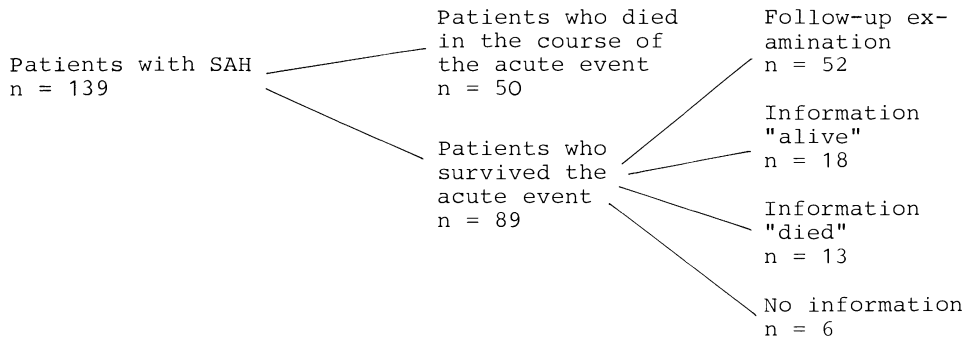 Patients with SAH
n = 139
Patients who died
in the course of
the acute event
n = 50
Patients who
survived the
acute event
n = 89
Follow-up ex-
amination
n = 52
Information
"alive"
n = 18
Information
"died"
n = 13
No information
n = 6